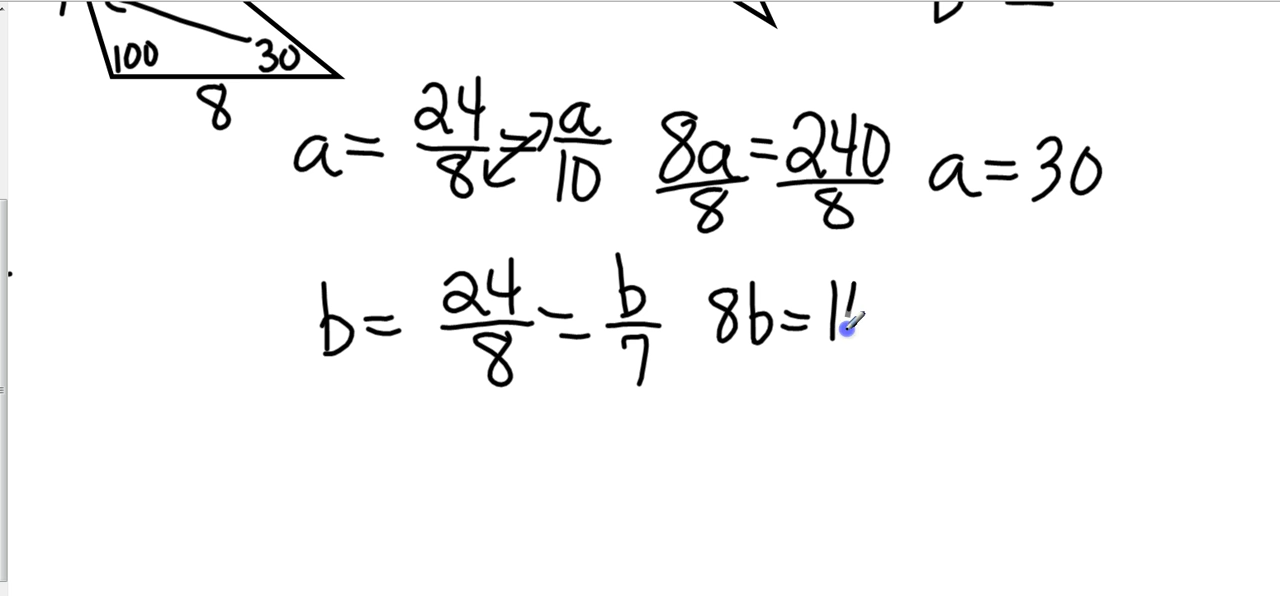 100 30
8
a = 24/8 = a/10 8a/8 = 240/8 a = 30
b = 24/8 = b/7 8b = 1